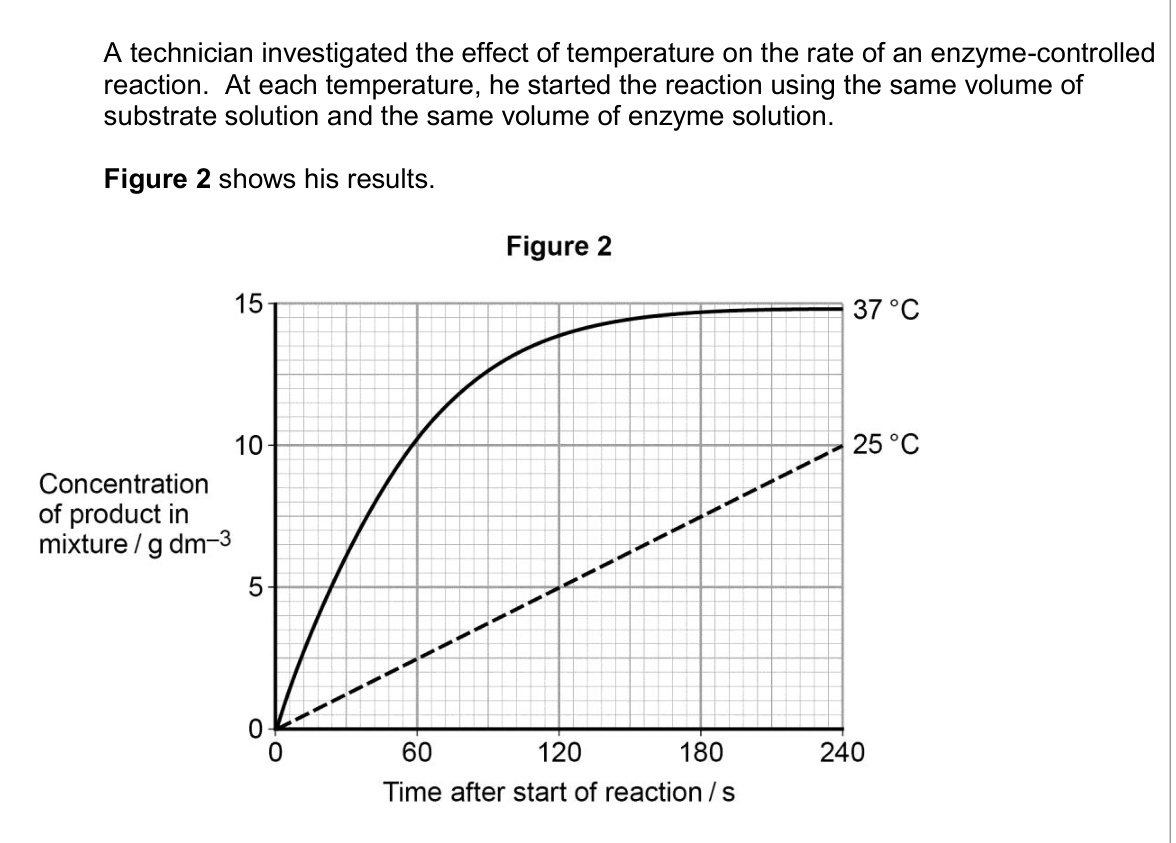 A technician investigated the effect of temperature on the rate of an enzyme-controlled
reaction.  At each temperature, he started the reaction using the same volume of
substrate solution and the same volume of enzyme solution.
Figure 2 shows his results.
Figure 2
15
37 °C
10
25 °C
Concentration
of product in
mixture / g dm⁻³
5
0
0 60 120 180 240
Time after start of reaction / s